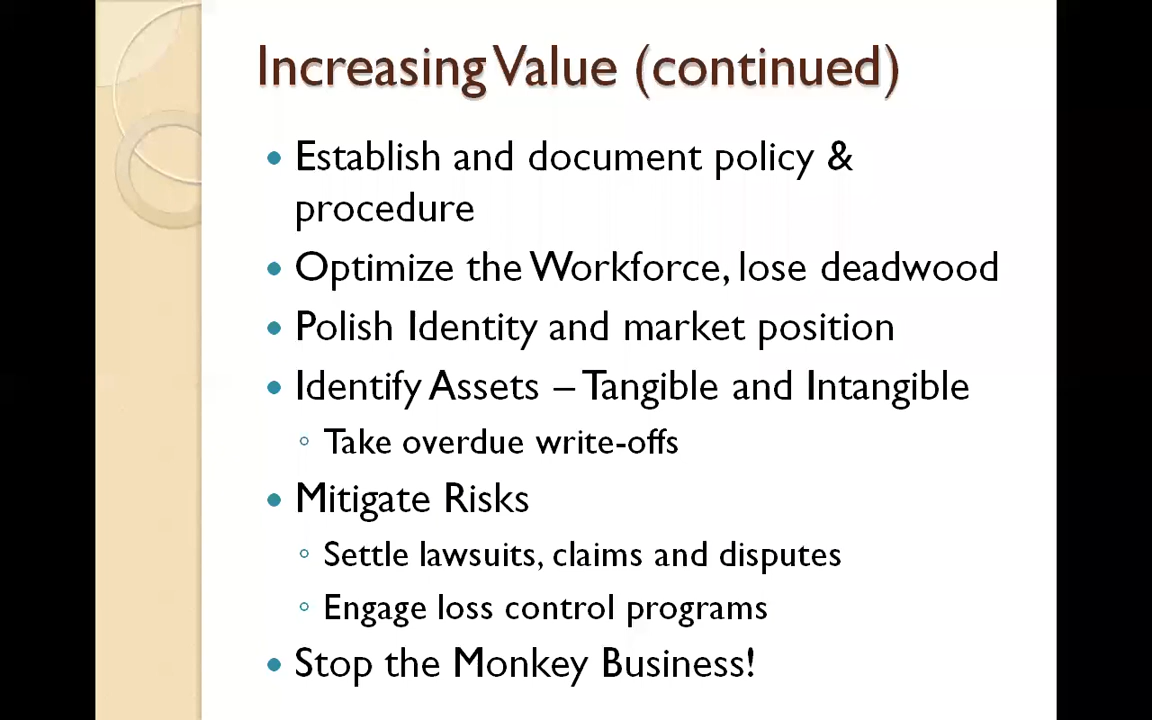 Increasing Value (continued)
• Establish and document policy &
procedure
• Optimize the Workforce, lose deadwood
• Polish Identity and market position
• Identify Assets – Tangible and Intangible
◦ Take overdue write-offs
• Mitigate Risks
◦ Settle lawsuits, claims and disputes
◦ Engage loss control programs
• Stop the Monkey Business!